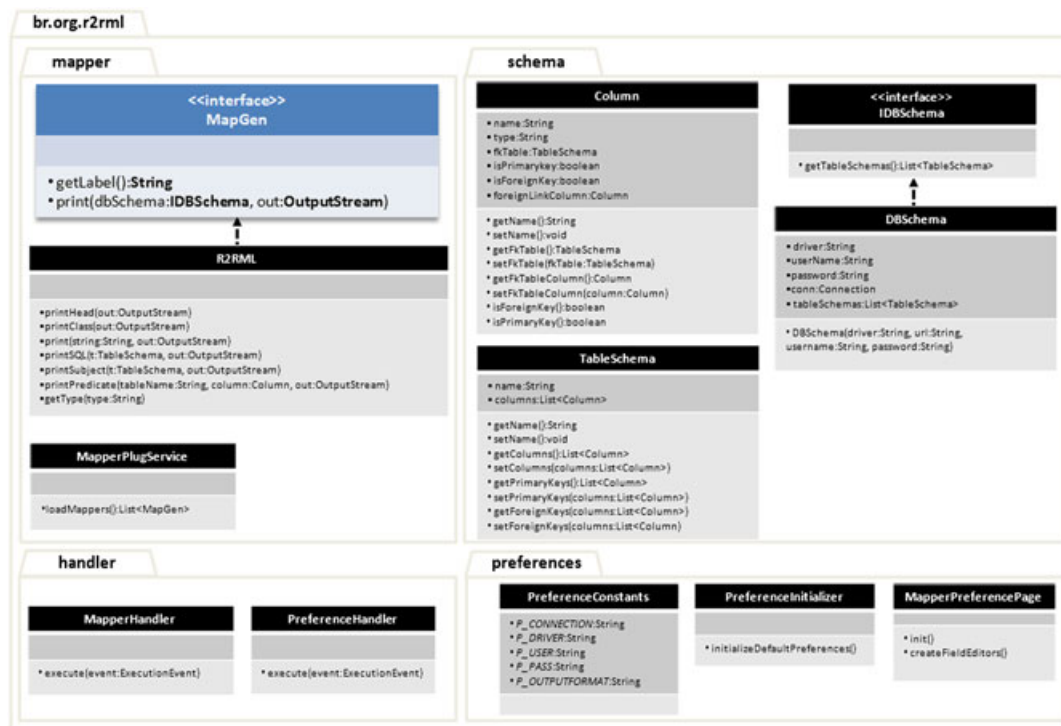 br.org.r2rml
mapper
<<interface>>
MapGen
• getLabel():String
• print(dbSchema:IDBSchema, out:OutputStream)
R2RML
•printHead(out:OutputStream)
•printClass(out:OutputStream)
•print(string:String, out:OutputStream)
•printSQL(t:TableSchema, out:OutputStream)
•printSubject(t:TableSchema, out:OutputStream)
•printPredicate(tableName:String, column:Column, out:OutputStream)
•getType(type:String)
MapperPlugService
•loadMappers():List<MapGen>
schema
Column
• name:String
• type:String
• fkTable:TableSchema
• isPrimarykey:boolean
• isForeignKey:boolean
• foreignLinkColumn:Column
• getName():String
• setName():void
• getFkTable():TableSchema
• setFkTable(fkTable:TableSchema)
• getFkTableColumn():Column
• setFkTableColumn(column:Column)
• isForeignKey():boolean
• isPrimaryKey():boolean
TableSchema
• name:String
• columns:List<Column>
• getName():String
• setName():void
• getColumns():List<Column>
• setColumns(columns:List<Column>)
• getPrimaryKeys():List<Column>
• setPrimaryKeys(columns:List<Column>)
• getForeignKeys(columns:List<Column>)
• setForeignKeys(columns:List<Column)
<<interface>>
IDBSchema
• getTableSchemas():List<TableSchema>
DBSchema
• driver:String
• userName:String
• password:String
• conn:Connection
• tableSchemas:List<TableSchema>
• DBSchema(driver:String, url:String,
username:String, password:String)
handler
MapperHandler
• execute(event:ExecutionEvent)
PreferenceHandler
• execute(event:ExecutionEvent)
preferences
PreferenceConstants
• P_CONNECTION:String
• P_DRIVER:String
• P_USER:String
• P_PASS:String
• P_OUTPUTFORMAT:String
PreferenceInitializer
• initializeDefaultPreferences()
MapperPreferencePage
• init()
• createFieldEditors()